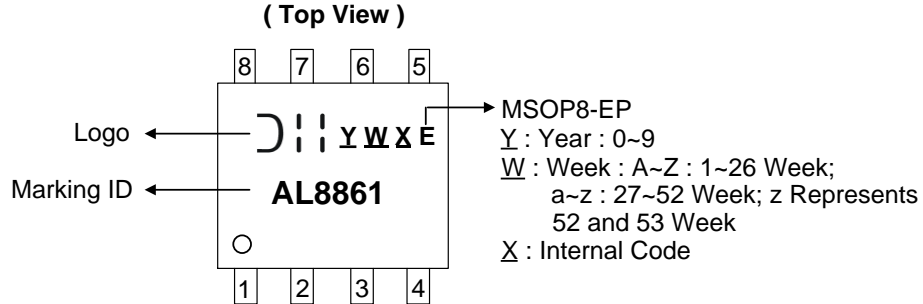 ( Top View )
8 7 6 5
Logo
Y W X E
MSOP8-EP
Y : Year : 0~9
W : Week : A~Z : 1~26 Week;
a~z : 27~52 Week; z Represents
52 and 53 Week
X : Internal Code
Marking ID
AL8861
1 2 3 4